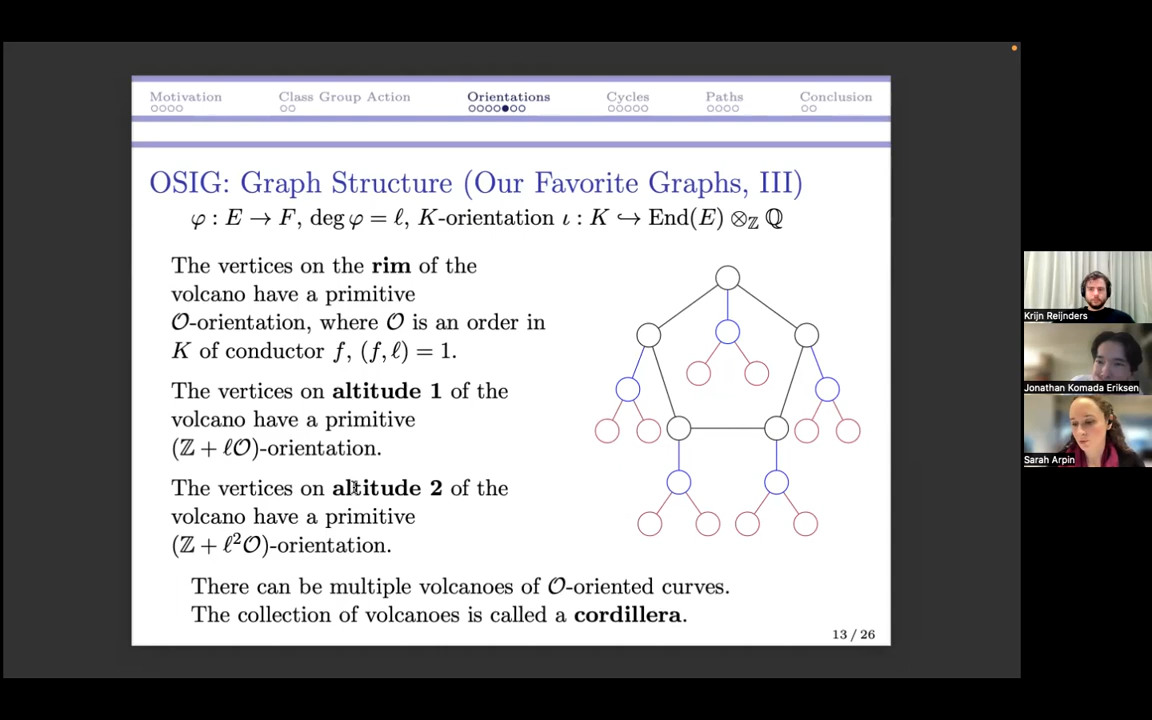 Motivation Class Group Action Orientations Cycles Paths Conclusion
OSIG: Graph Structure (Our Favorite Graphs, III)
φ : E → F, deg φ = ℓ, K-orientation ι : K ↪ End(E) ⊗_ℤ ℚ
The vertices on the rim of the
volcano have a primitive
𝒪-orientation, where 𝒪 is an order in
K of conductor f, (f, ℓ) = 1.
The vertices on altitude 1 of the
volcano have a primitive
(ℤ + ℓ𝒪)-orientation.
The vertices on altitude 2 of the
volcano have a primitive
(ℤ + ℓ²𝒪)-orientation.
There can be multiple volcanoes of 𝒪-oriented curves.
The collection of volcanoes is called a cordillera.
13 / 26
Krijn Reijnders
Jonathan Komada Eriksen
Sarah Arpin